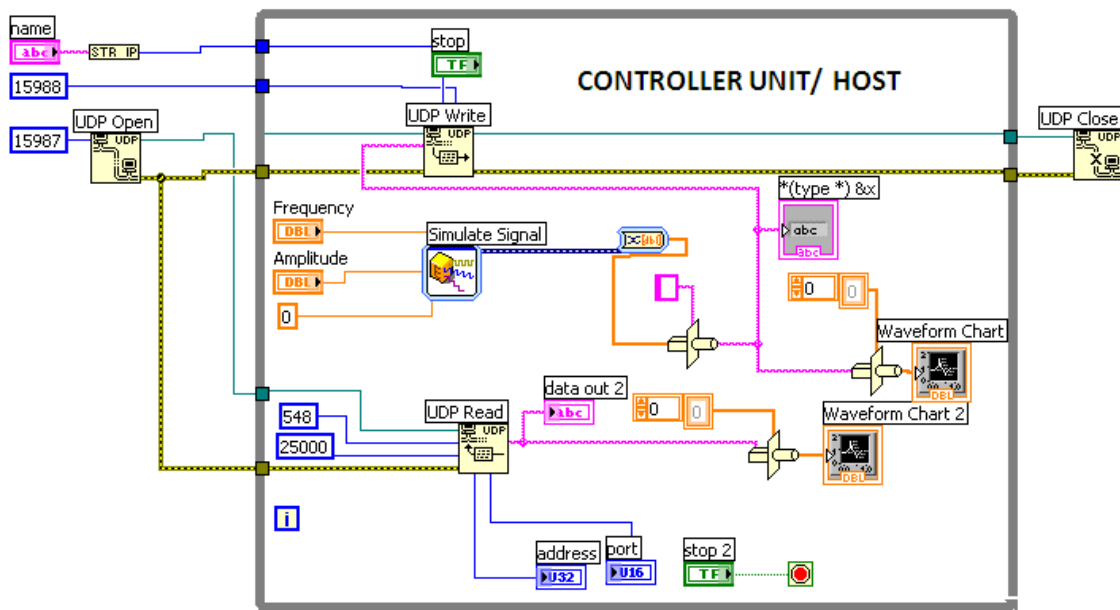 name
abc
STR IP
stop
TF
CONTROLLER UNIT/ HOST
15988
UDP Open
UDP
15987
UDP Write
UDP
UDP Close
UDP
*(type *) &x
abc
abc
Frequency
DBL
Simulate Signal
Amplitude
DBL
0
0
0
Waveform Chart
DBL
data out 2
abc
548
25000
UDP Read
UDP
0
0
Waveform Chart 2
DBL
i
address
U32
port
U16
stop 2
TF